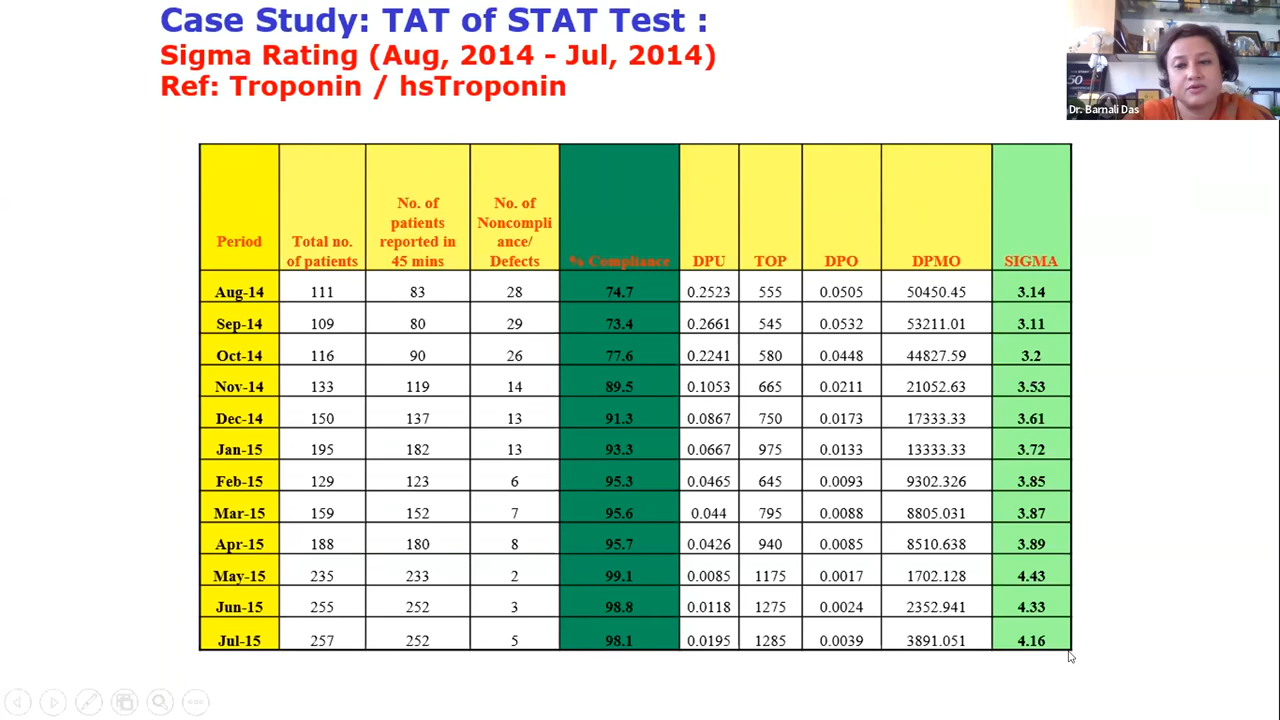 Case Study: TAT of STAT Test :
Sigma Rating (Aug, 2014 - Jul, 2014)
Ref: Troponin / hsTroponin
Dr. Barnali Das
Period Total no. of patients No. of patients reported in 45 mins No. of Noncompli ance/ Defects % Compliance DPU TOP DPO DPMO SIGMA
Aug-14 111 83 28 74.7 0.2523 555 0.0505 50450.45 3.14
Sep-14 109 80 29 73.4 0.2661 545 0.0532 53211.01 3.11
Oct-14 116 90 26 77.6 0.2241 580 0.0448 44827.59 3.2
Nov-14 133 119 14 89.5 0.1053 665 0.0211 21052.63 3.53
Dec-14 150 137 13 91.3 0.0867 750 0.0173 17333.33 3.61
Jan-15 195 182 13 93.3 0.0667 975 0.0133 13333.33 3.72
Feb-15 129 123 6 95.3 0.0465 645 0.0093 9302.326 3.85
Mar-15 159 152 7 95.6 0.044 795 0.0088 8805.031 3.87
Apr-15 188 180 8 95.7 0.0426 940 0.0085 8510.638 3.89
May-15 235 233 2 99.1 0.0085 1175 0.0017 1702.128 4.43
Jun-15 255 252 3 98.8 0.0118 1275 0.0024 2352.941 4.33
Jul-15 257 252 5 98.1 0.0195 1285 0.0039 3891.051 4.16